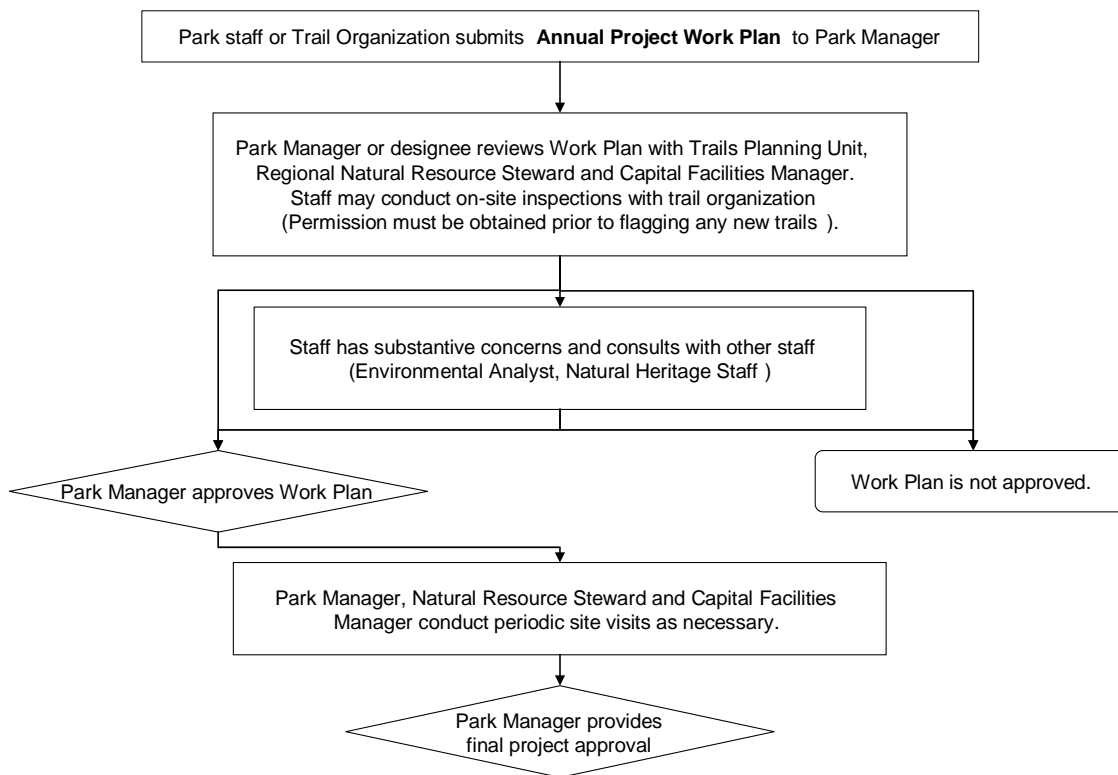 Park staff or Trail Organization submits Annual Project Work Plan to Park Manager
Park Manager or designee reviews Work Plan with Trails Planning Unit,
Regional Natural Resource Steward and Capital Facilities Manager.
Staff may conduct on-site inspections with trail organization
(Permission must be obtained prior to flagging any new trails ).
Staff has substantive concerns and consults with other staff
(Environmental Analyst, Natural Heritage Staff )
Park Manager approves Work Plan
Work Plan is not approved.
Park Manager, Natural Resource Steward and Capital Facilities
Manager conduct periodic site visits as necessary.
Park Manager provides
final project approval